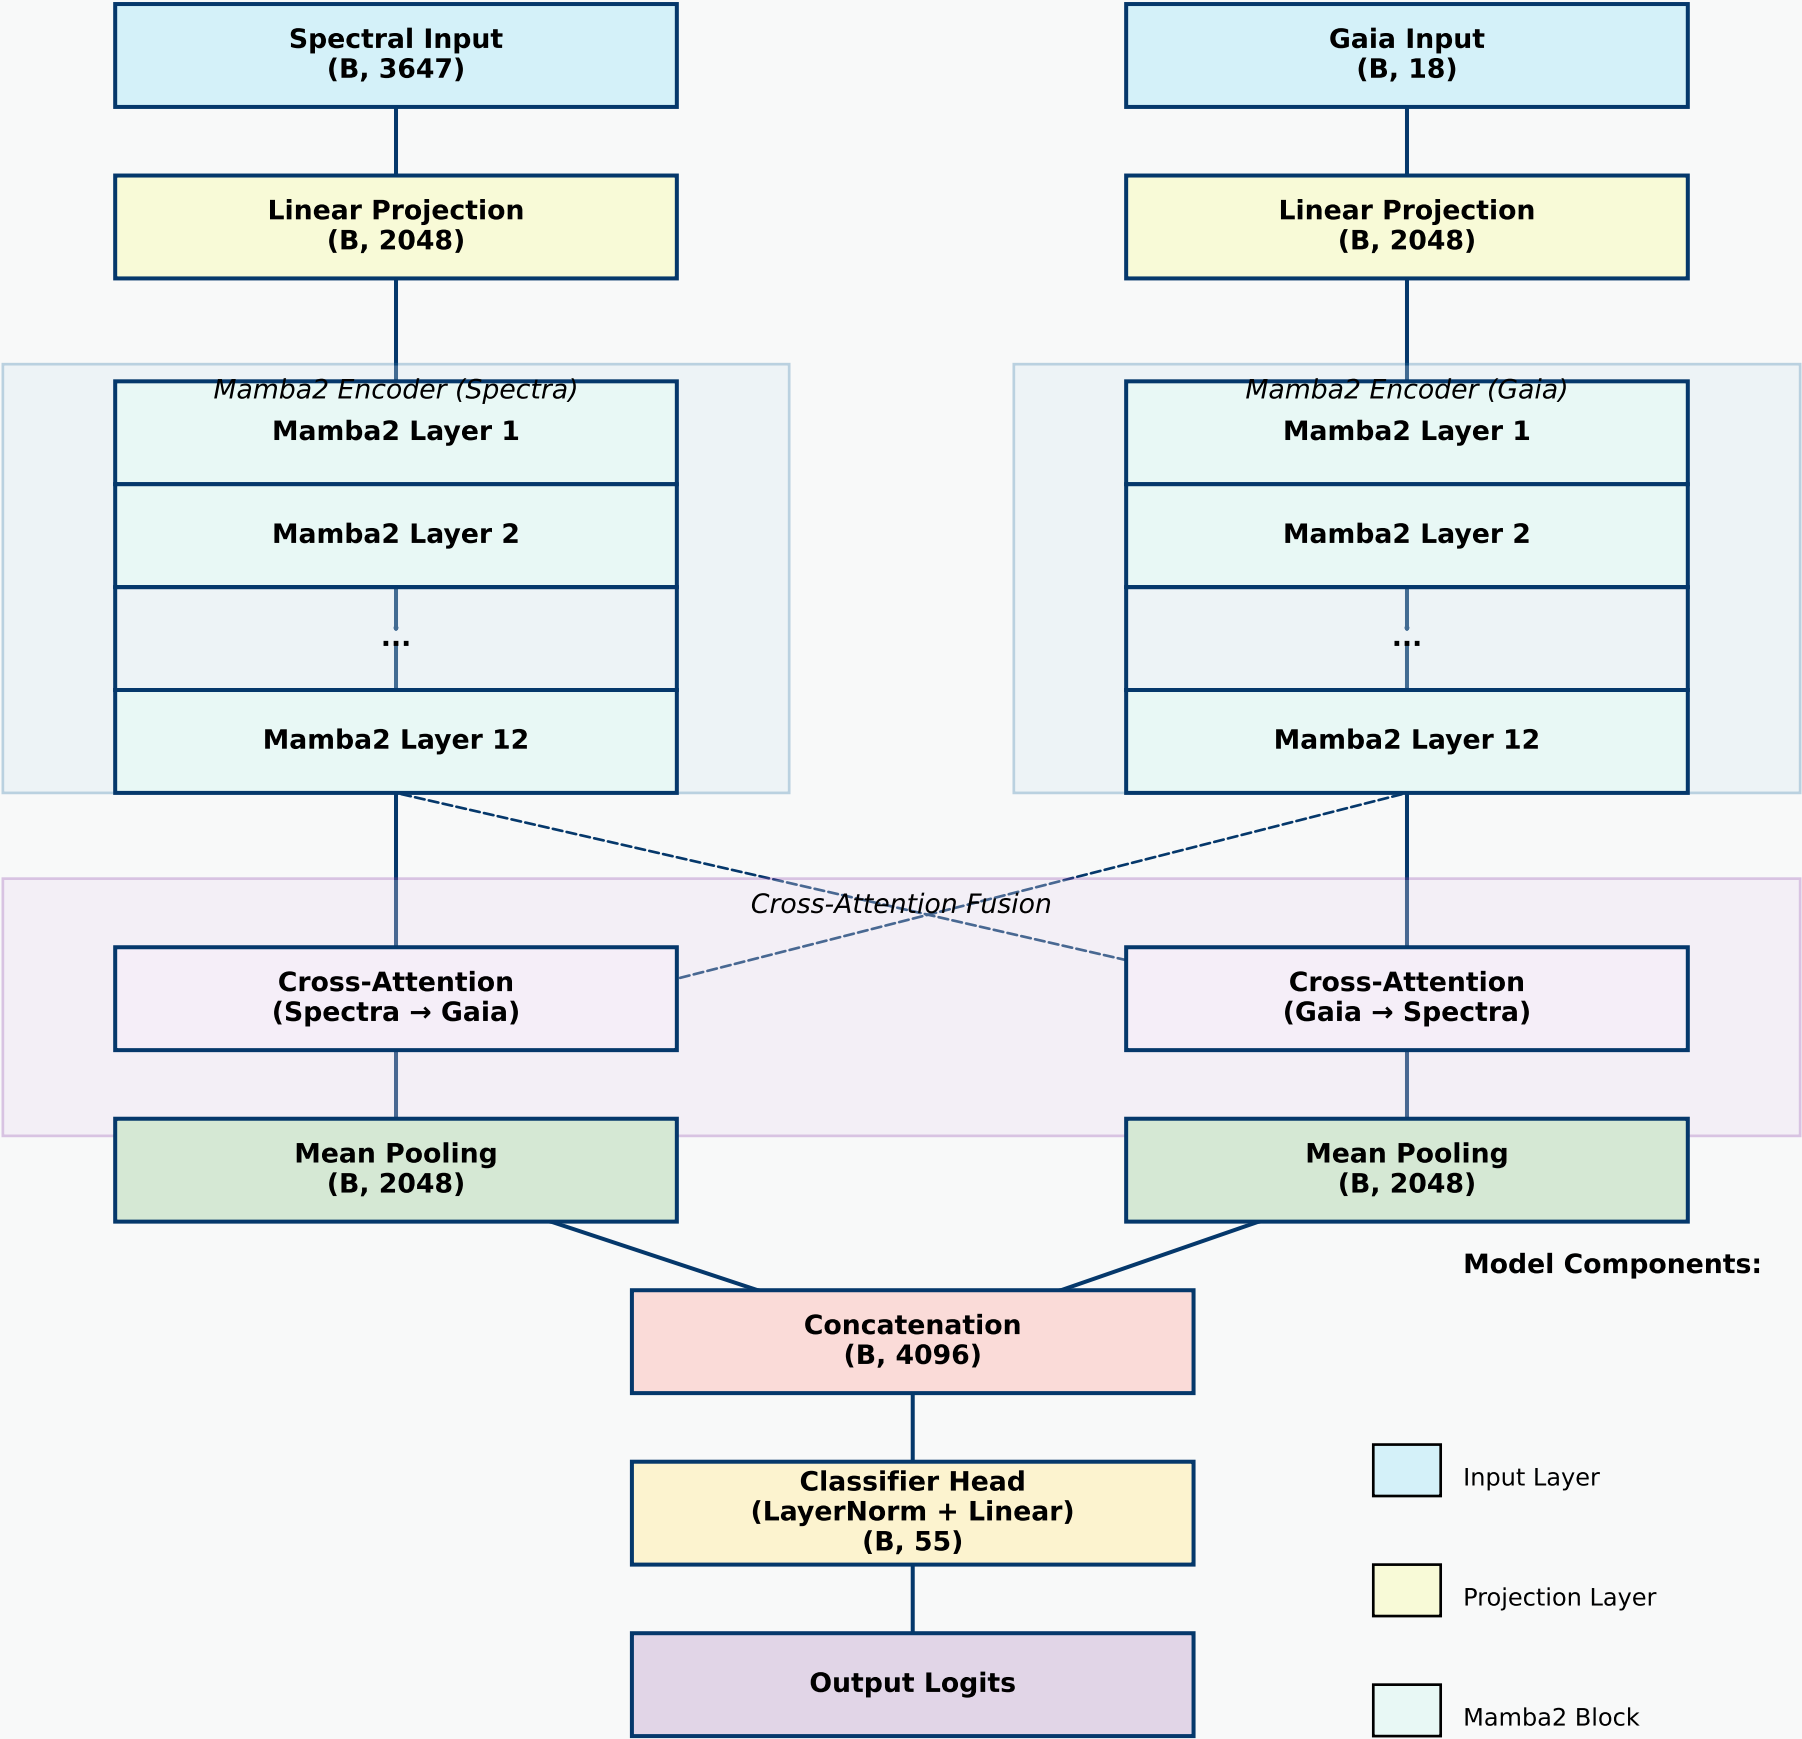 Spectral Input
(B, 3647)
Gaia Input
(B, 18)
Linear Projection
(B, 2048)
Linear Projection
(B, 2048)
Mamba2 Encoder (Spectra)
Mamba2 Layer 1
Mamba2 Layer 2
...
Mamba2 Layer 12
Mamba2 Encoder (Gaia)
Mamba2 Layer 1
Mamba2 Layer 2
...
Mamba2 Layer 12
Cross-Attention Fusion
Cross-Attention
(Spectra → Gaia)
Cross-Attention
(Gaia → Spectra)
Mean Pooling
(B, 2048)
Mean Pooling
(B, 2048)
Concatenation
(B, 4096)
Classifier Head
(LayerNorm + Linear)
(B, 55)
Output Logits
Model Components:
Input Layer
Projection Layer
Mamba2 Block